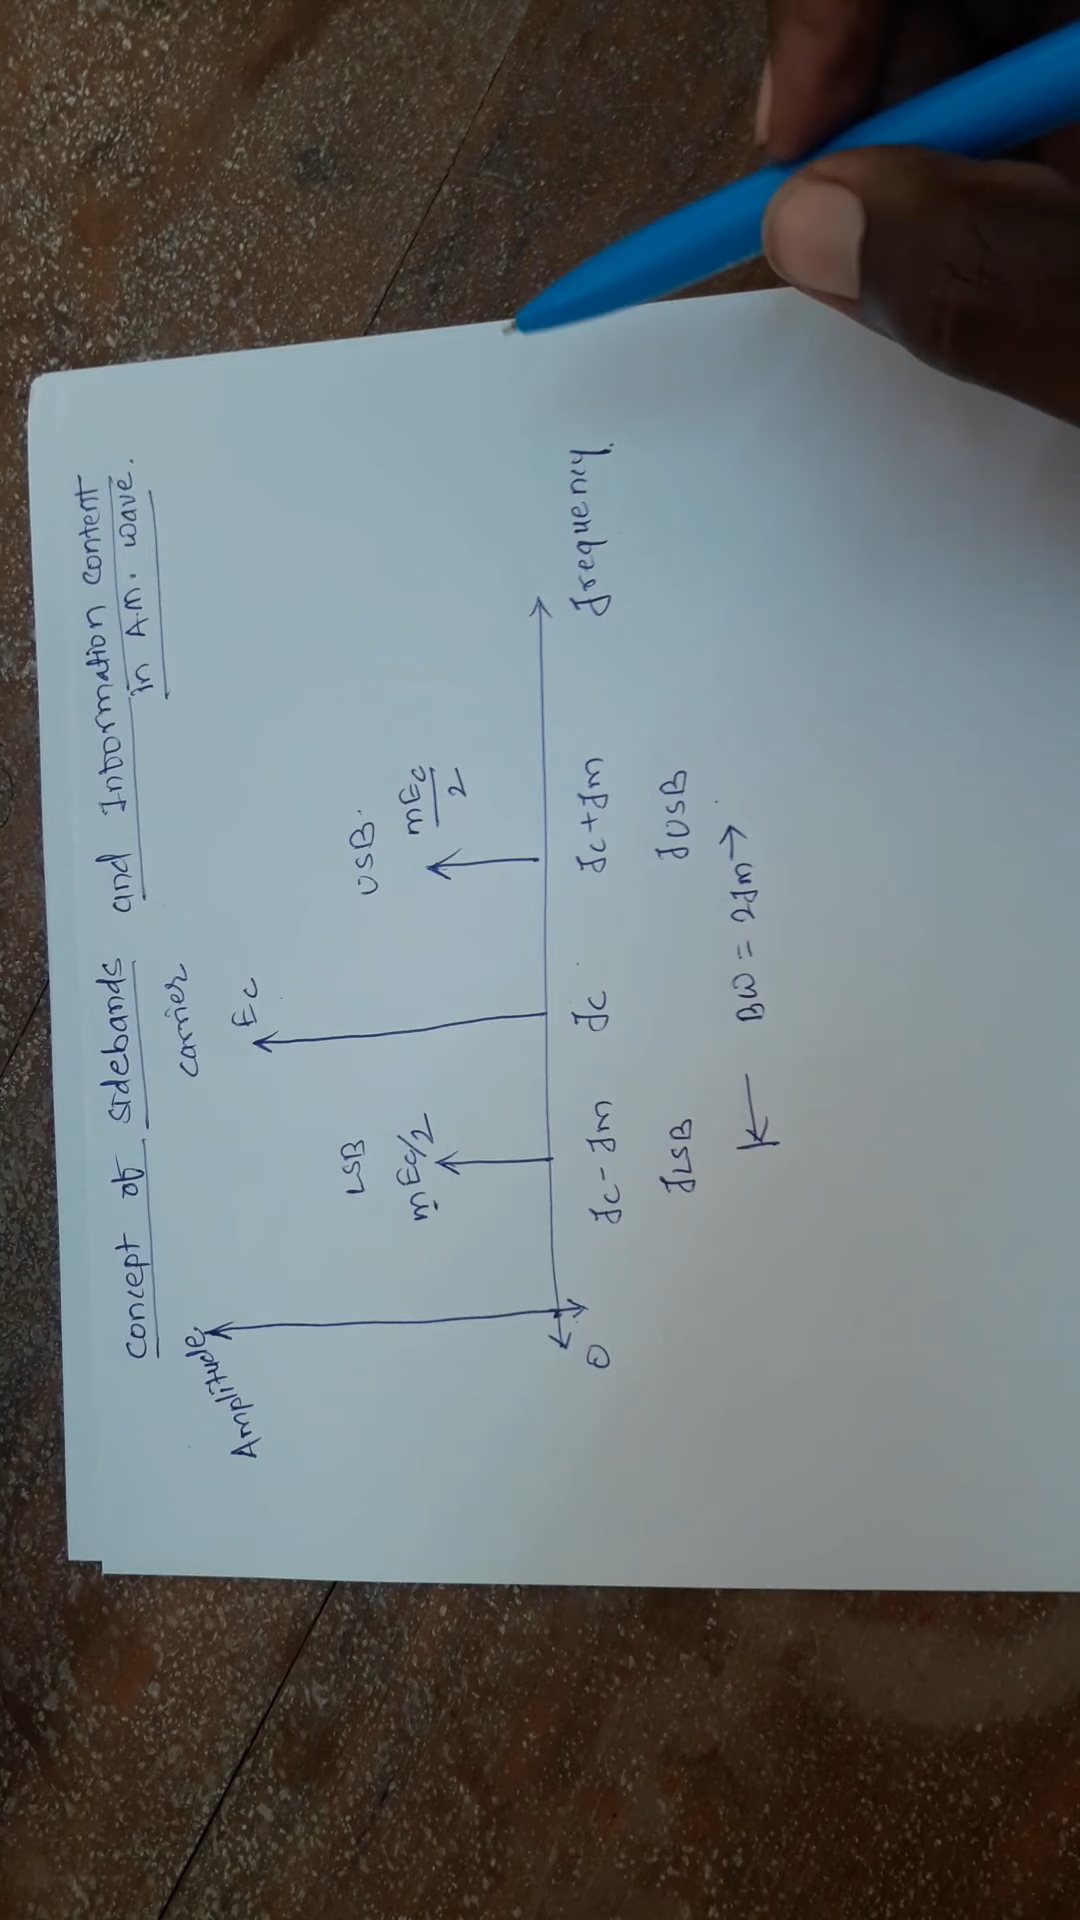 Concept of sidebands and Information content
in A.M. wave.
Amplitude
carrier
Ec
LSB
mEc/2
USB.
mEc/2
0
fc-fm
fc
fc+fm
frequency.
fLSB
fUSB
BW = 2fm